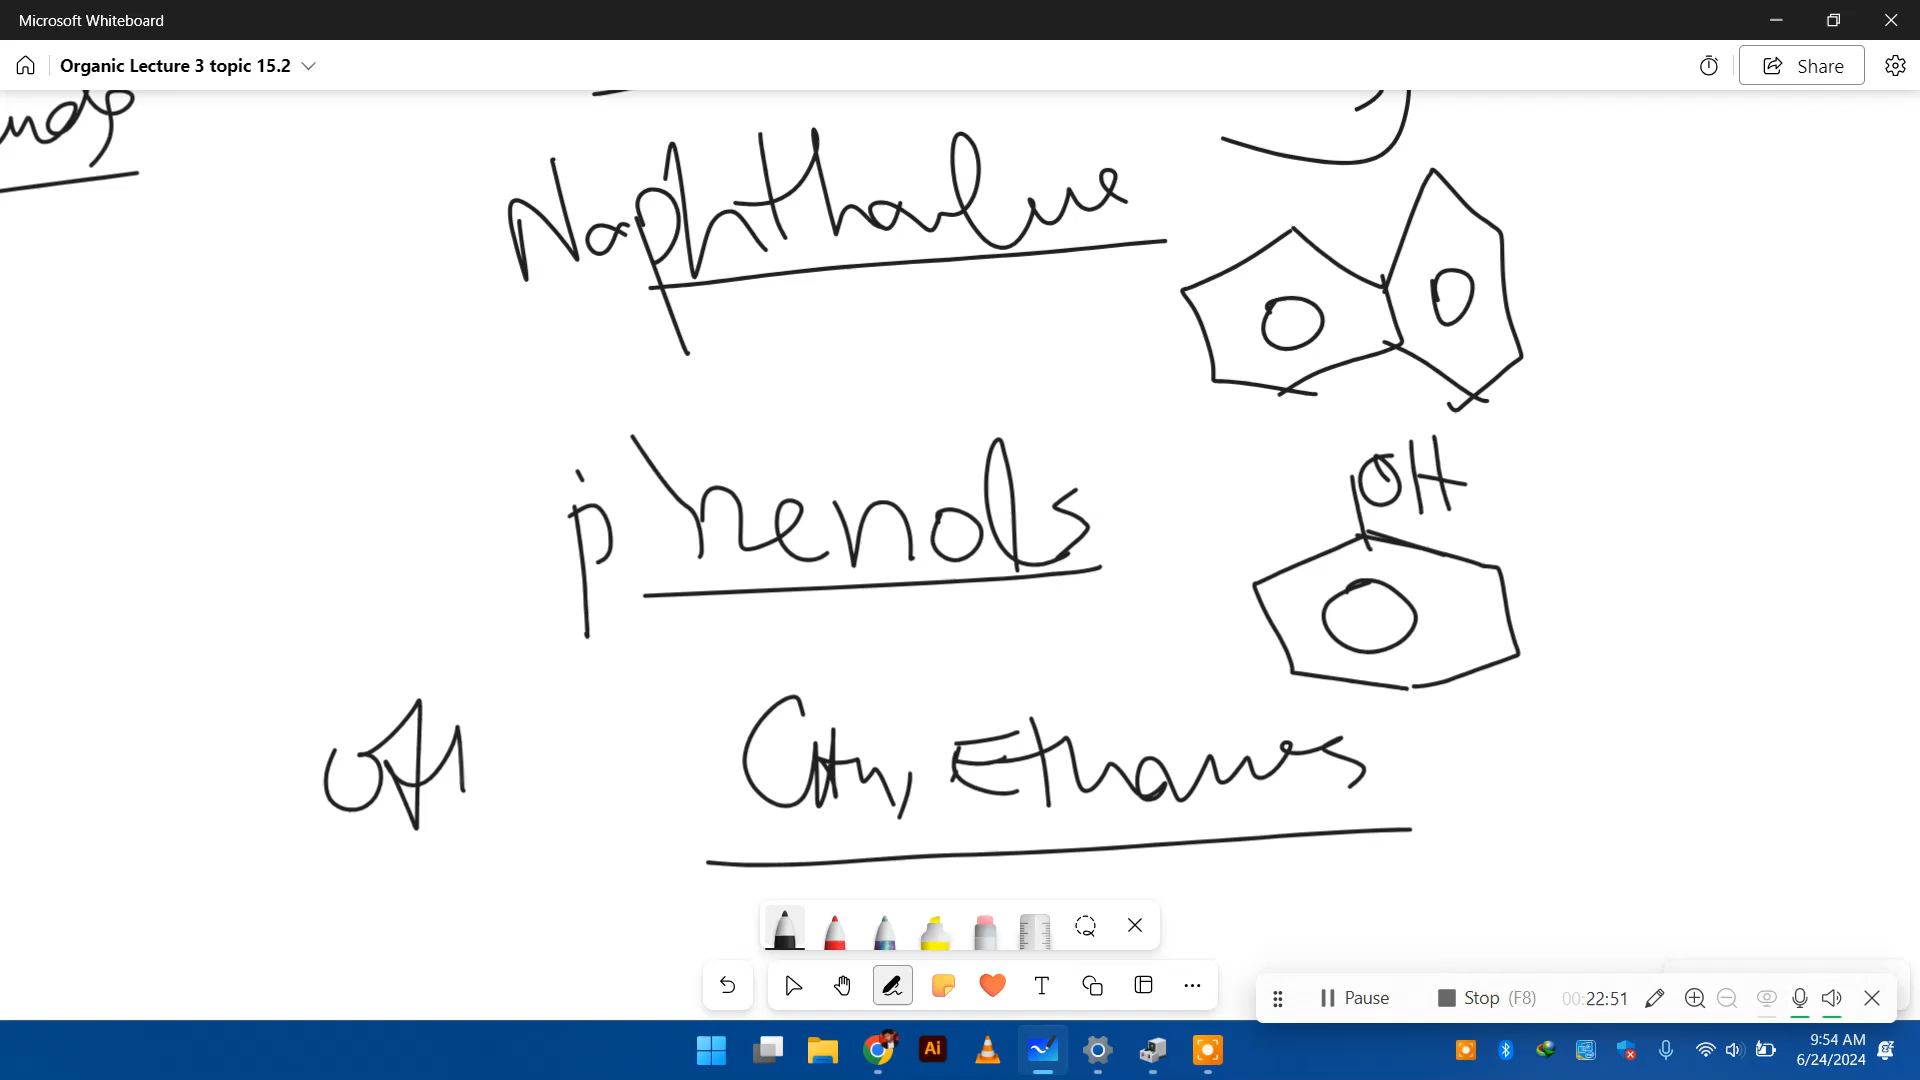 Microsoft Whiteboard
Organic Lecture 3 topic 15.2
Share
Naphthalene
OH
phenols
CH4, Ethanes
Pause
Stop (F8)
00:22:51
T
Ai
9:54 AM
6/24/2024